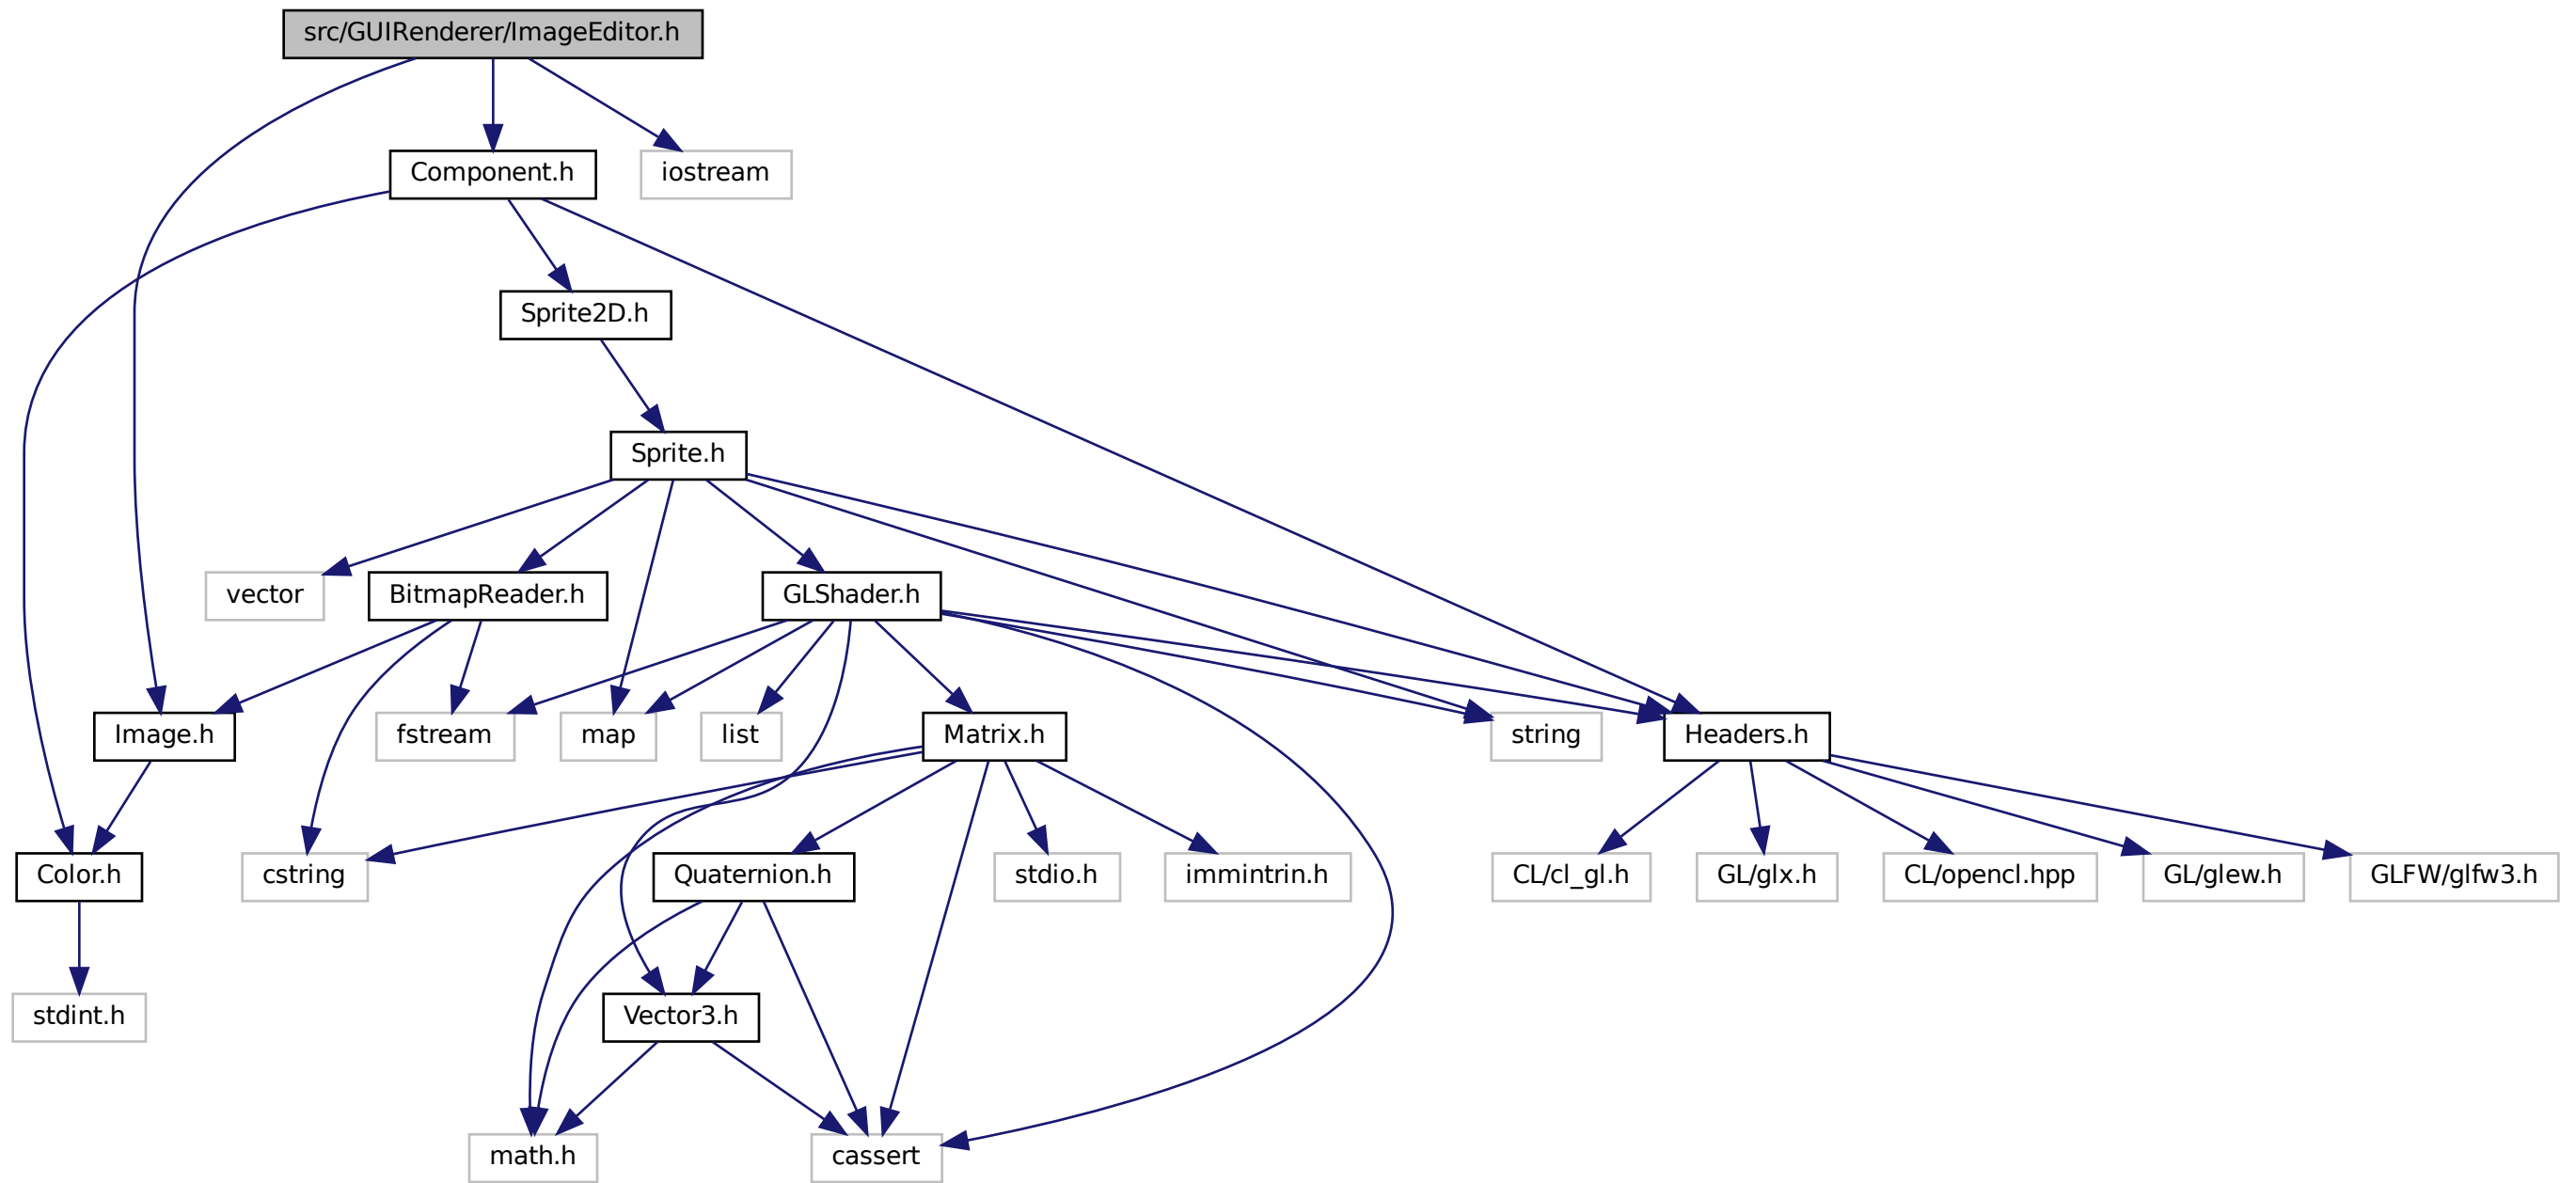 src/GUIRenderer/ImageEditor.h
Component.h
iostream
Sprite2D.h
Sprite.h
vector
BitmapReader.h
GLShader.h
Image.h
fstream
map
list
Matrix.h
string
Headers.h
Color.h
cstring
Quaternion.h
stdio.h
immintrin.h
CL/cl_gl.h
GL/glx.h
CL/opencl.hpp
GL/glew.h
GLFW/glfw3.h
stdint.h
Vector3.h
math.h
cassert